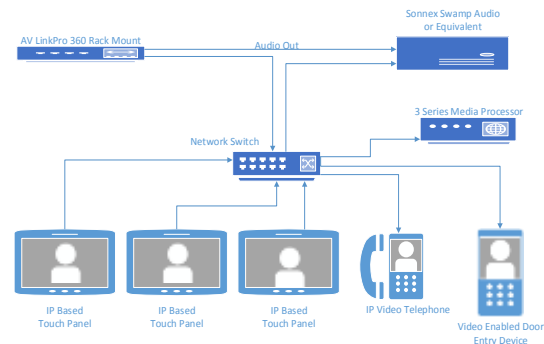 Sonnex Swamp Audio
or Equivalent
AV LinkPro 360 Rack Mount
Audio Out
3 Series Media Processor
Network Switch
IP Based
Touch Panel
IP Based
Touch Panel
IP Based
Touch Panel
IP Video Telephone
Video Enabled Door
Entry Device